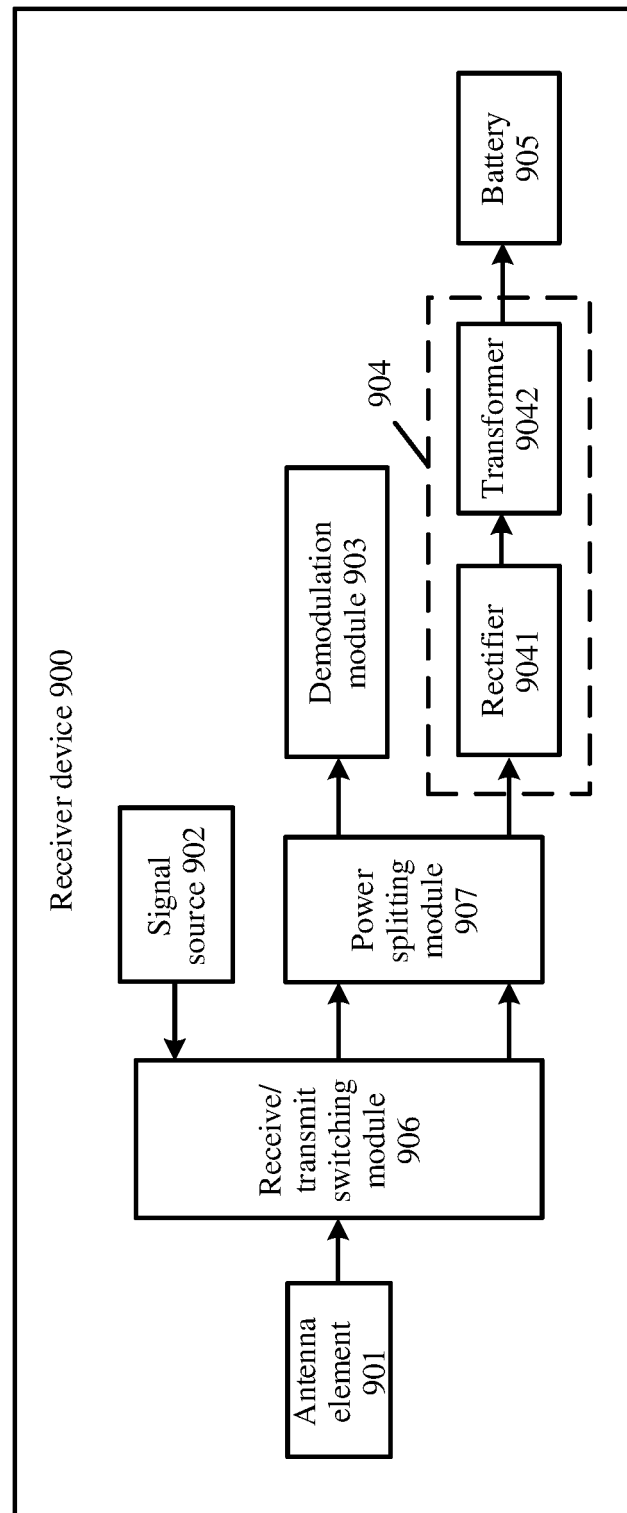 Receiver device 900
Antenna
element
901
Receive/
transmit
switching
module
906
Signal
source 902
Power
splitting
module
907
Demodulation
module 903
904
Rectifier
9041
Transformer
9042
Battery
905